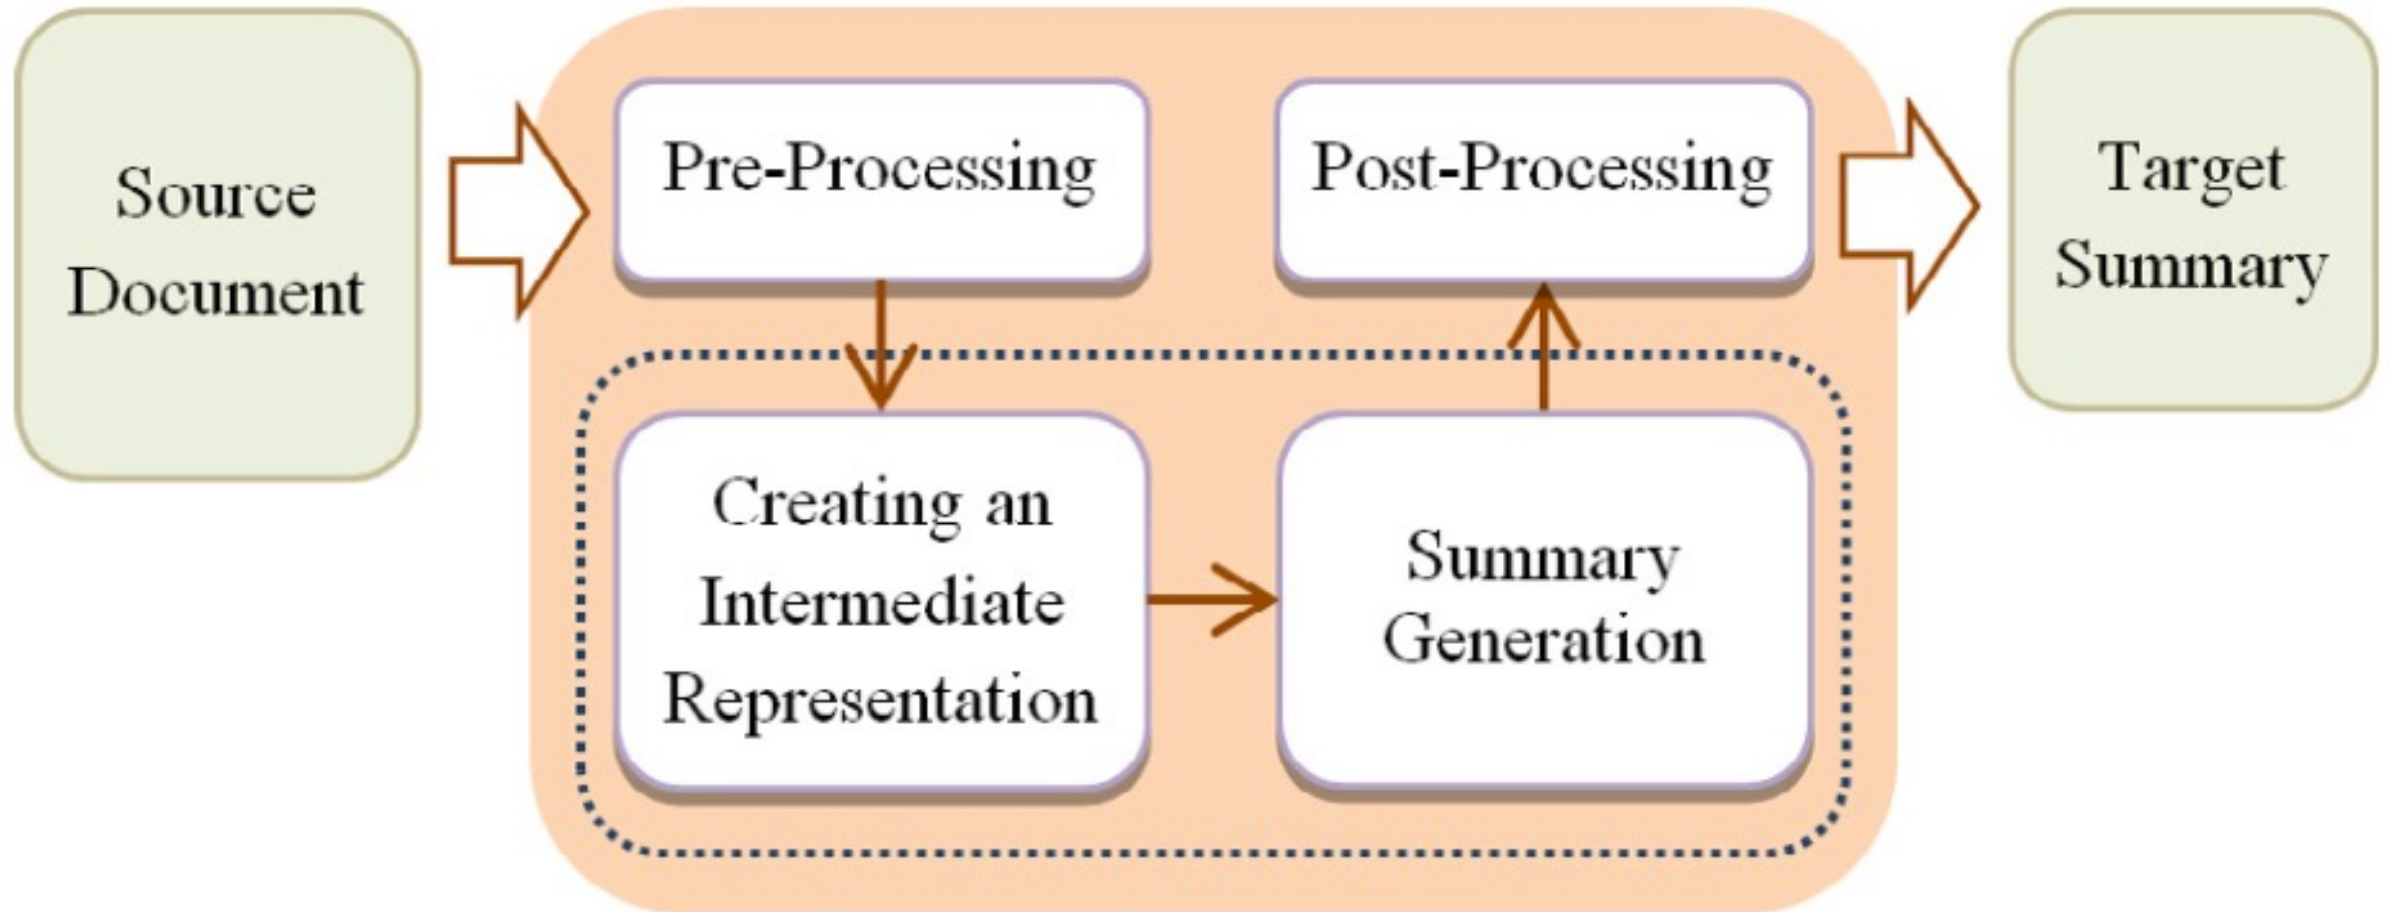 Source
Document
Pre-Processing
Creating an
Intermediate
Representation
Summary
Generation
Post-Processing
Target
Summary